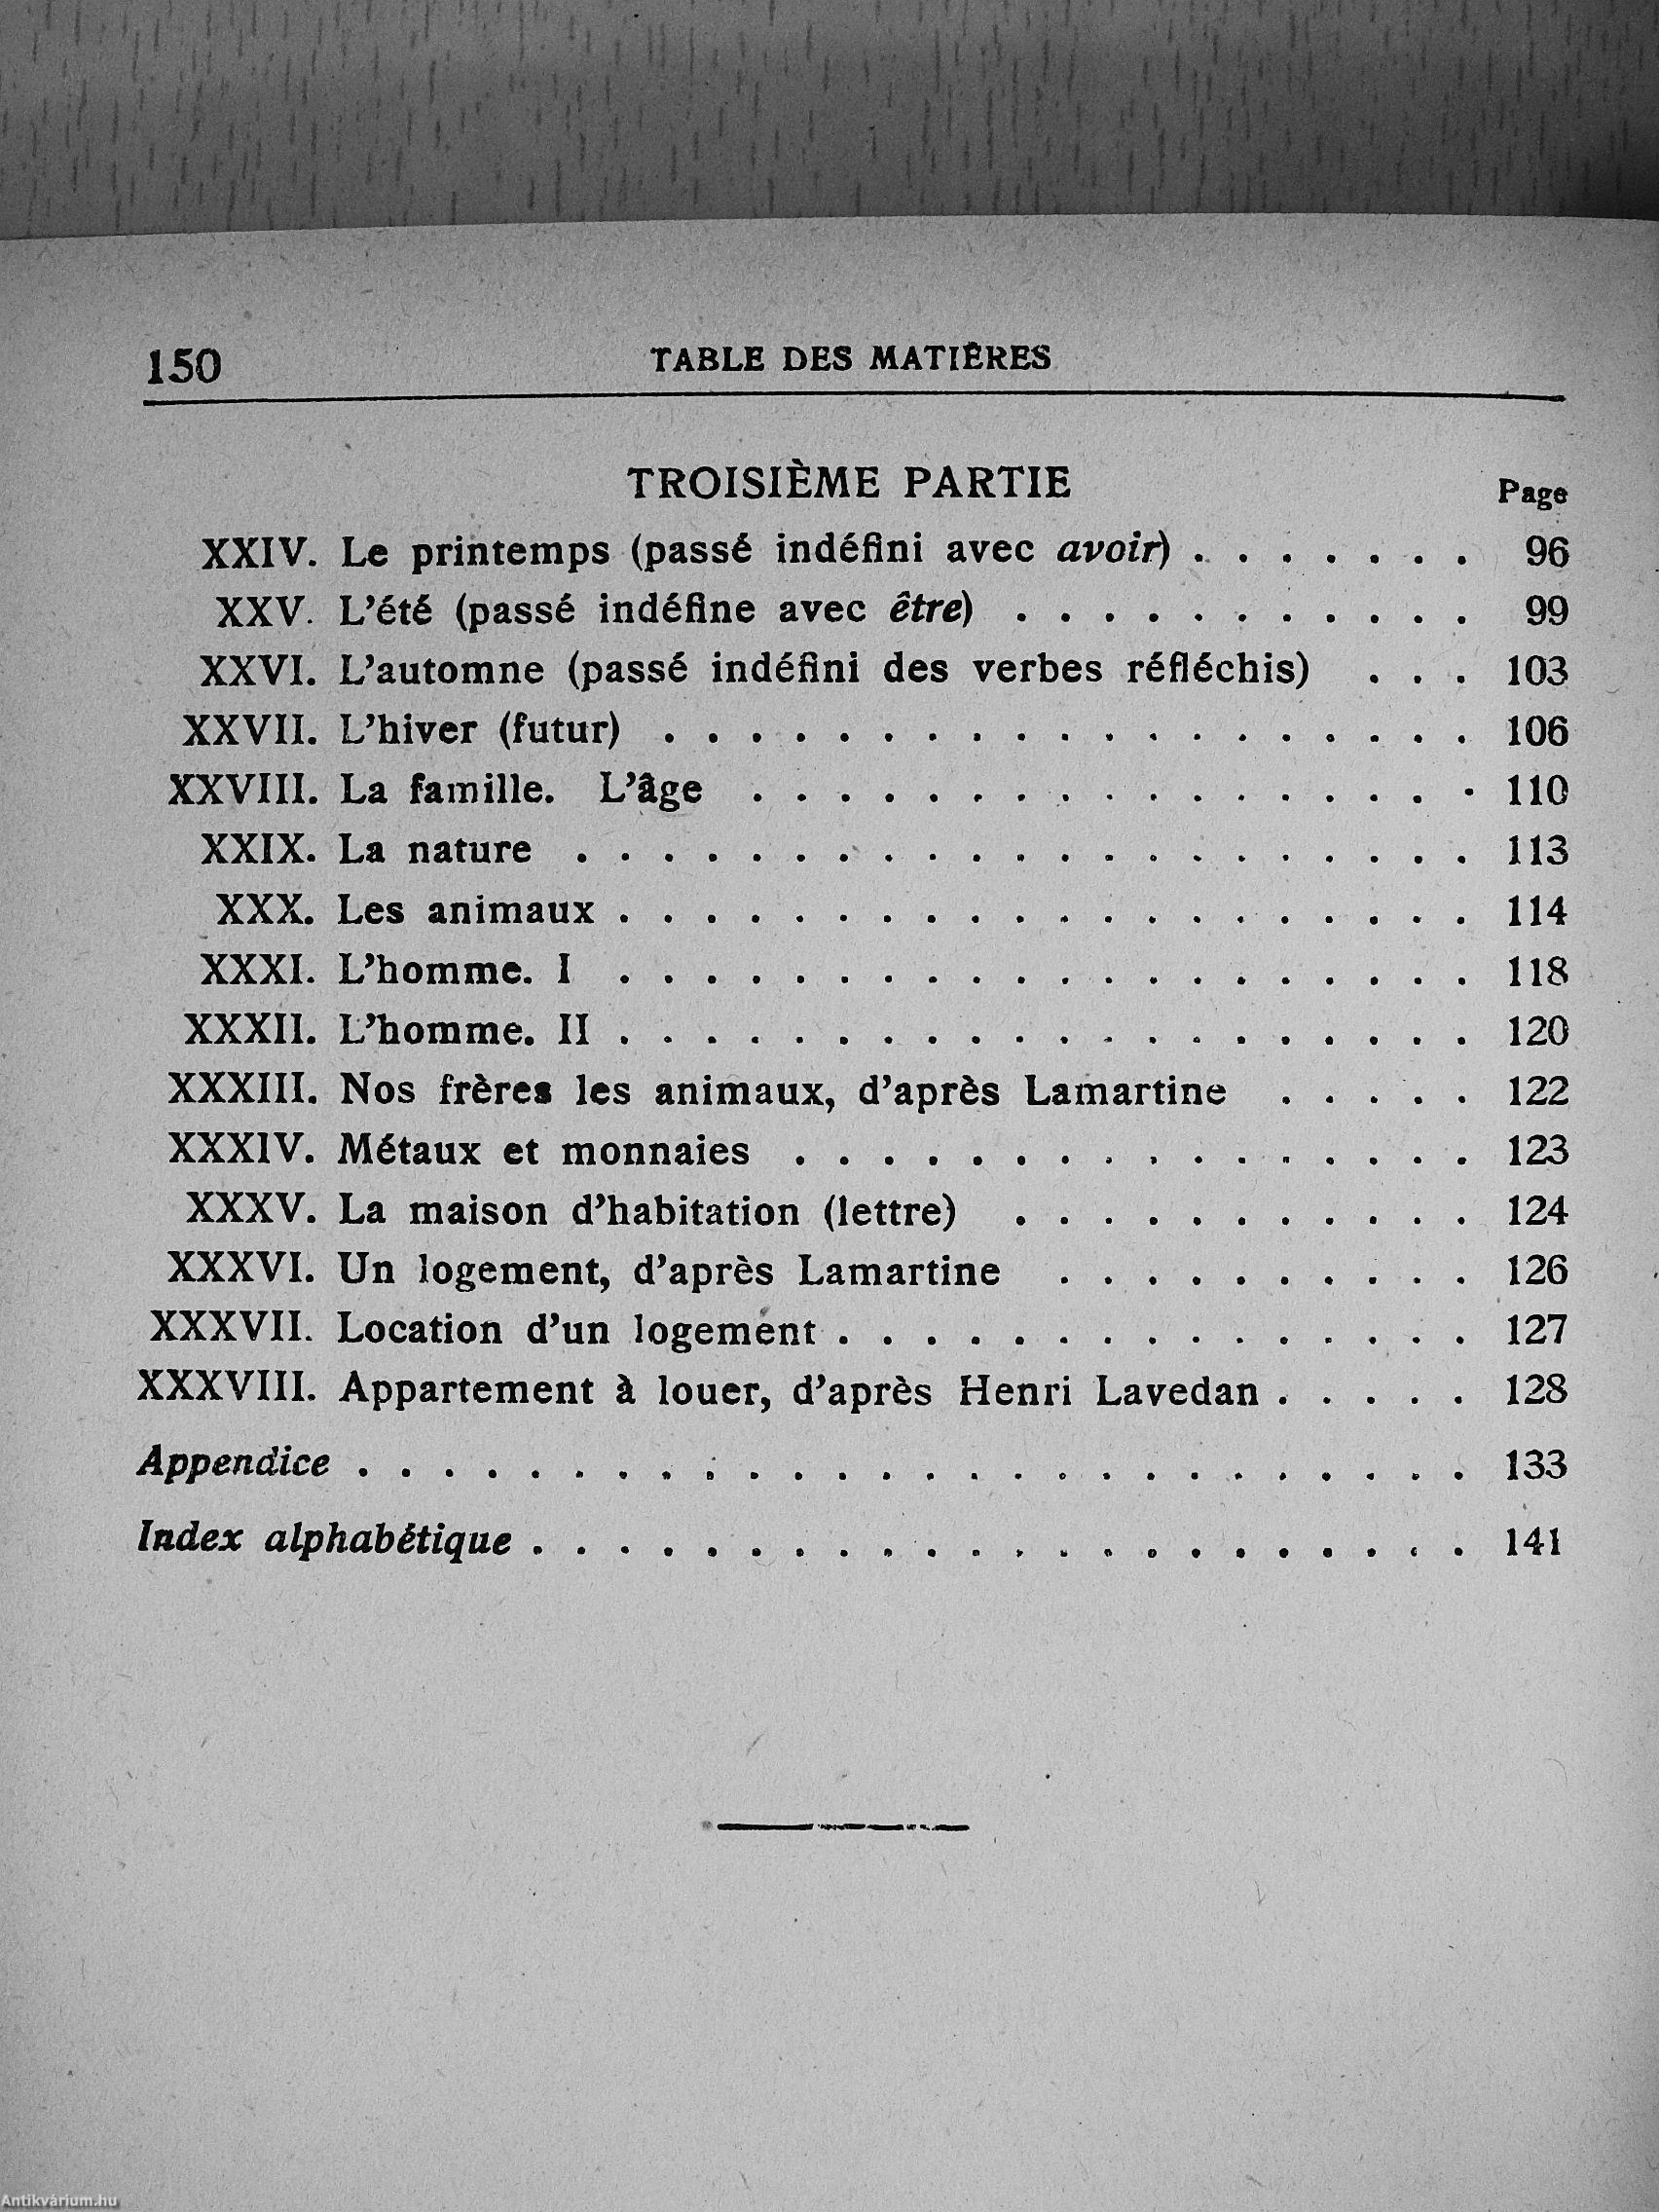 150 TABLE DES MATIÈRES
TROISIÈME PARTIE
Page
XXIV. Le printemps (passé indéfini avec avoir) . . . . . . . 96
XXV. L'été (passé indéfine avec être) . . . . . . . . . . . 99
XXVI. L'automne (passé indéfini des verbes réfléchis) . . . 103
XXVII. L'hiver (futur) . . . . . . . . . . . . . . . . . . . 106
XXVIII. La famille. L'âge . . . . . . . . . . . . . . . . . 110
XXIX. La nature . . . . . . . . . . . . . . . . . . . . . 113
XXX. Les animaux . . . . . . . . . . . . . . . . . . . . 114
XXXI. L'homme. I . . . . . . . . . . . . . . . . . . . . 118
XXXII. L'homme. II . . . . . . . . . . . . . . . . . . . . 120
XXXIII. Nos frères les animaux, d'après Lamartine . . . . . 122
XXXIV. Métaux et monnaies . . . . . . . . . . . . . . . . 123
XXXV. La maison d'habitation (lettre) . . . . . . . . . . . 124
XXXVI. Un logement, d'après Lamartine . . . . . . . . . . 126
XXXVII. Location d'un logement . . . . . . . . . . . . . . . 127
XXXVIII. Appartement à louer, d'après Henri Lavedan . . . . . 128
Appendice . . . . . . . . . . . . . . . . . . . . . . . . . . 133
Index alphabétique . . . . . . . . . . . . . . . . . . . . . . 141
Antikvárium.hu